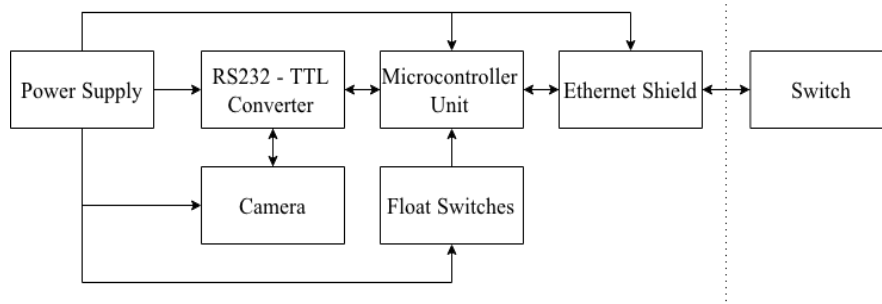 Power Supply
RS232 - TTL
Converter
Microcontroller
Unit
Ethernet Shield
Switch
Camera
Float Switches